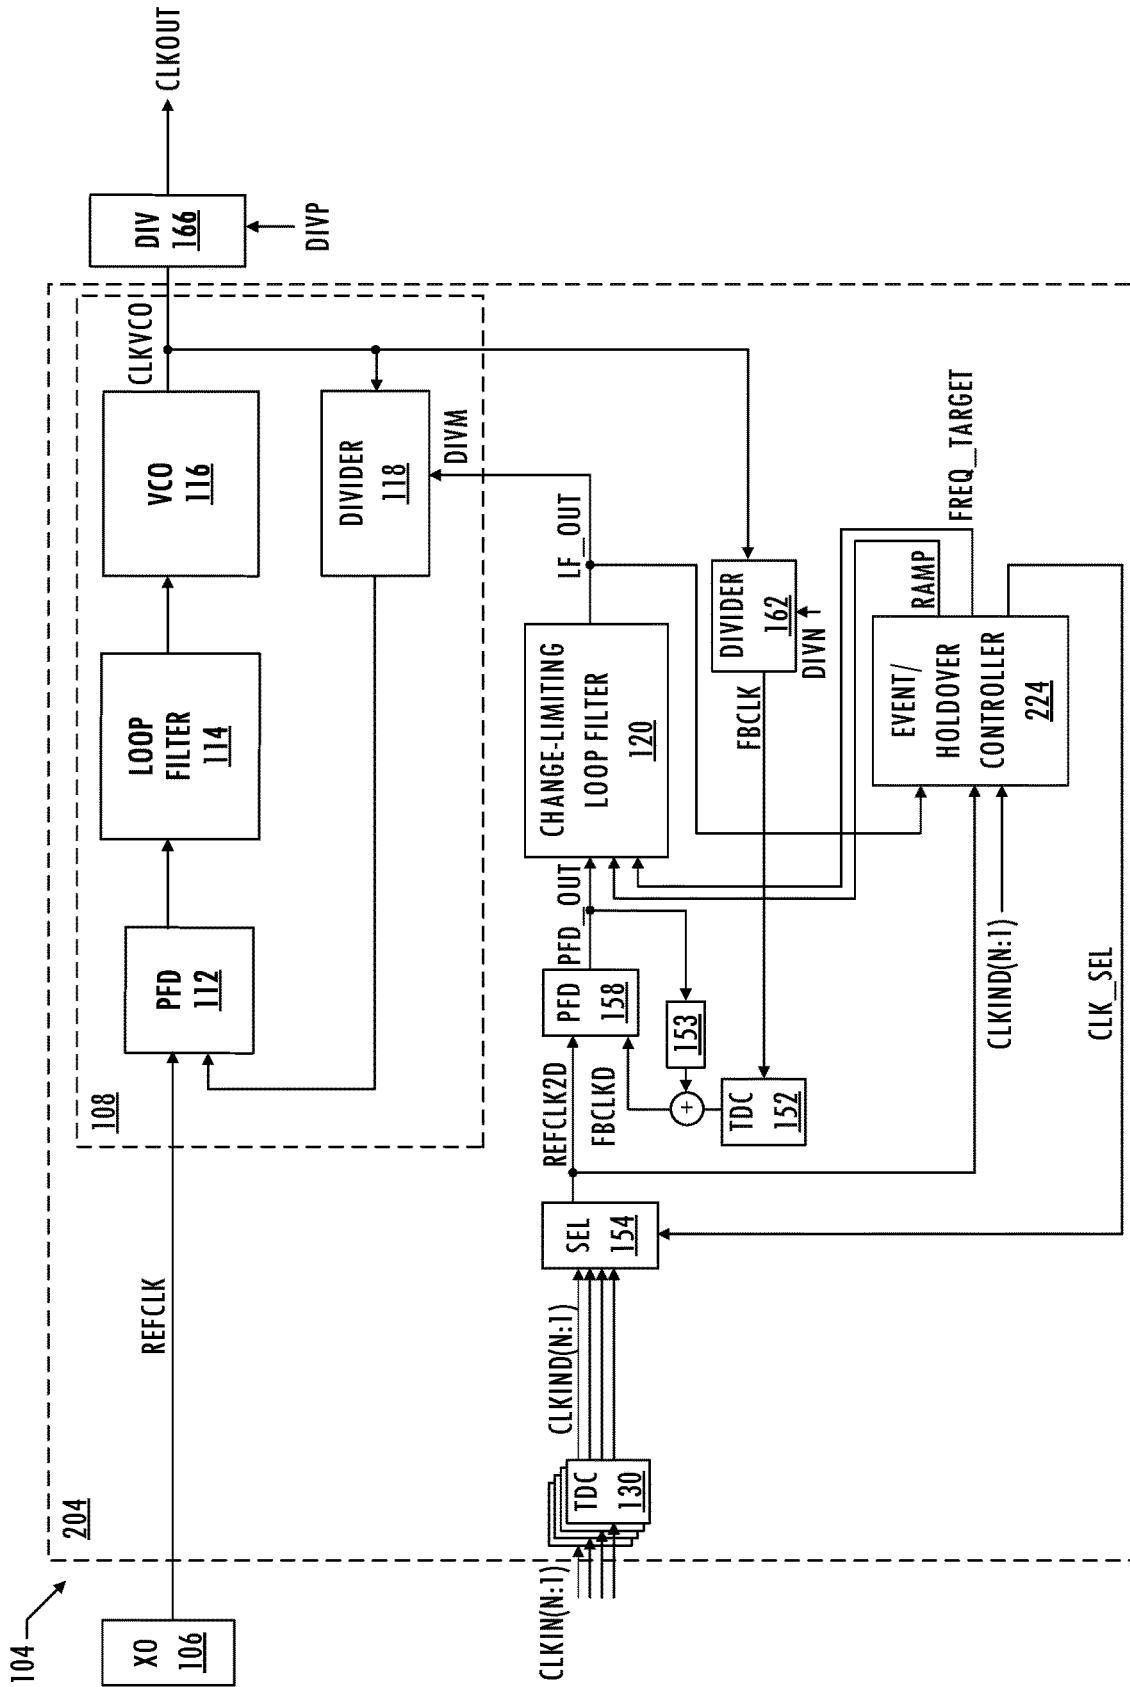 104
204
XO
106
REFCLK
108
PFD
112
LOOP
FILTER
114
VCO
116
CLKVCO
DIVIDER
118
DIVM
DIV
166
DIVP
CLKOUT
CLKIN(N:1)
TDC
130
CLKIND(N:1)
SEL
154
REFCLK2D
FBCLKD
PFD
158
PFD_OUT
153
+
TDC
152
CHANGE-LIMITING
LOOP FILTER
120
LF_OUT
FBCLK
DIVIDER
162
DIVN
CLKIND(N:1)
EVENT/
HOLDOVER
CONTROLLER
224
RAMP
FREQ_TARGET
CLK_SEL